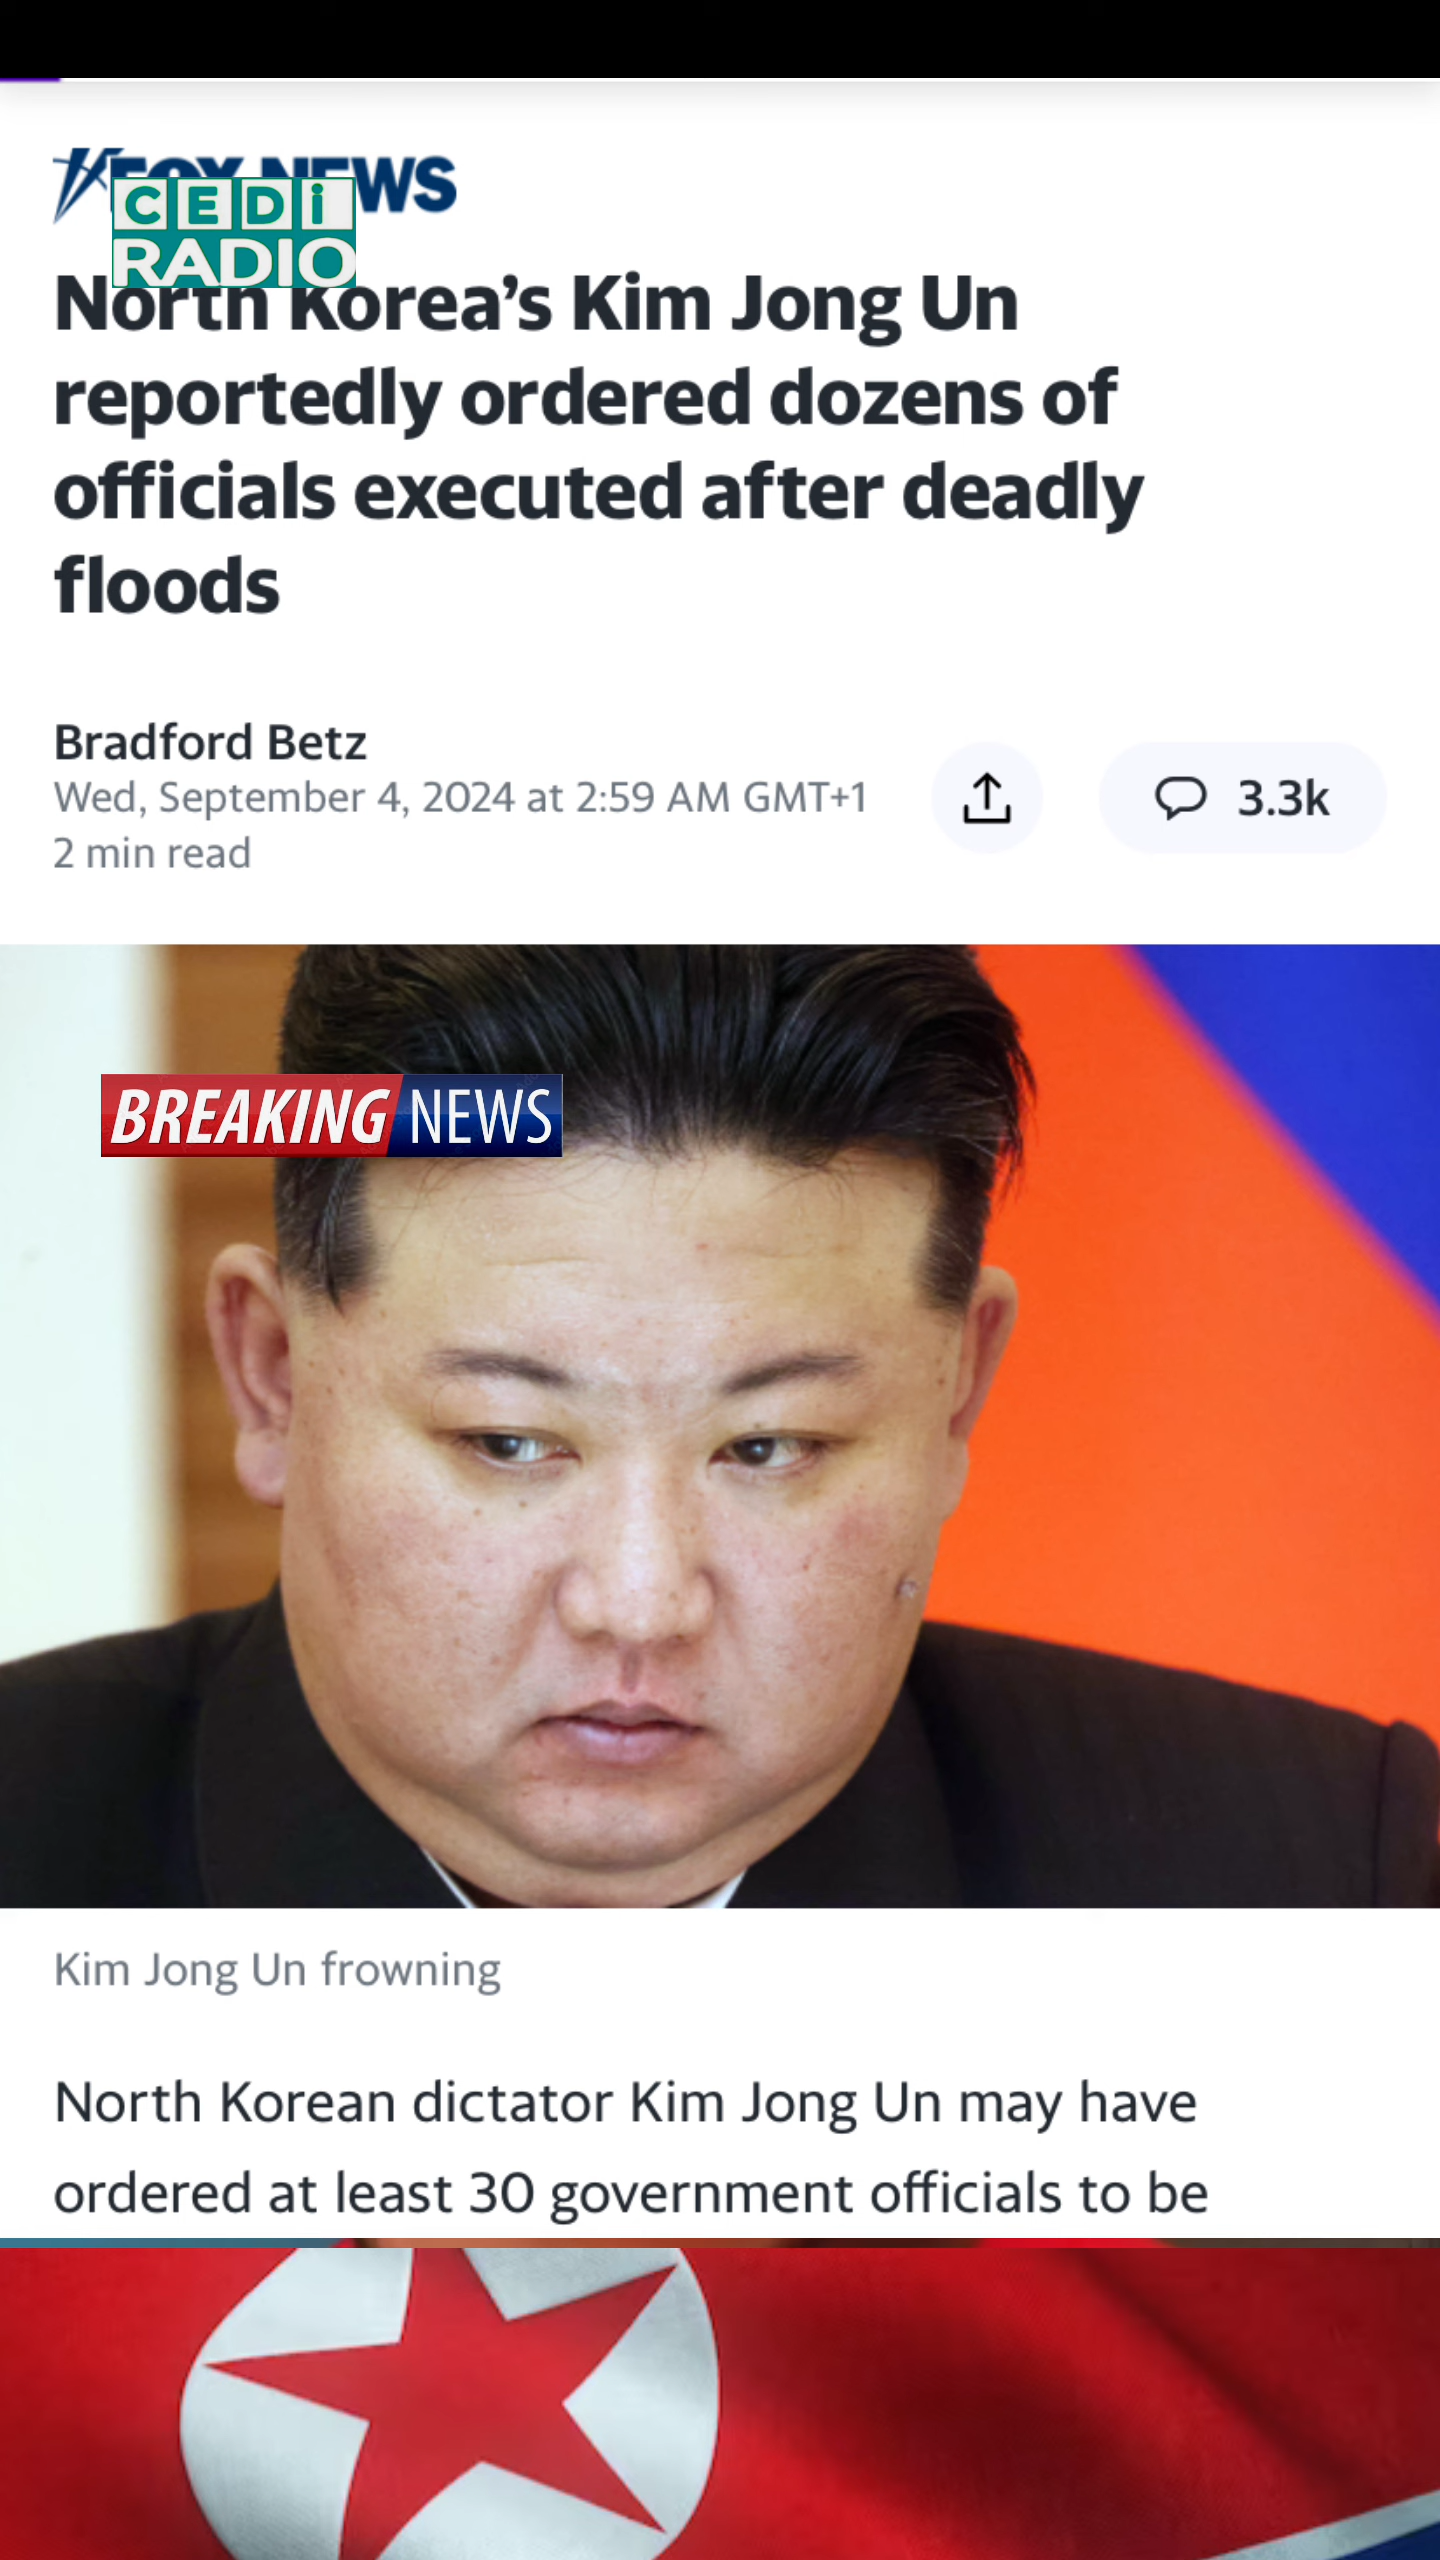 FOX NEWS
CEDi
RADIO
North Korea’s Kim Jong Un
reportedly ordered dozens of
officials executed after deadly
floods
Bradford Betz
Wed, September 4, 2024 at 2:59 AM GMT+1
3.3k
2 min read
BREAKING NEWS
Kim Jong Un frowning
North Korean dictator Kim Jong Un may have
ordered at least 30 government officials to be